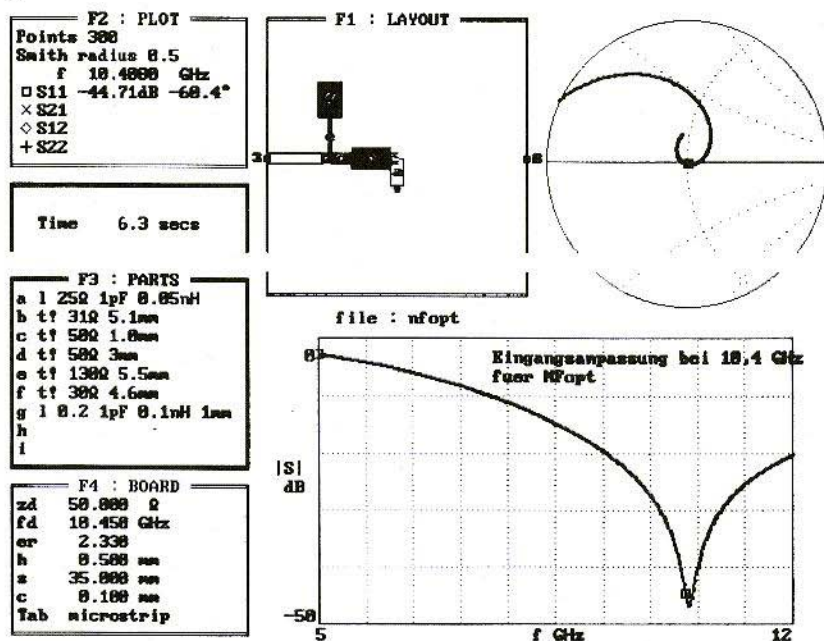 F2 : PLOT
Points 300
Smith radius 0.5
f 10.4000 GHz
□ S11 -44.71dB -60.4°
× S21
◇ S12
+ S22
Time 6.3 secs
F3 : PARTS
a l 25Ω 1pF 0.05nH
b t! 31Ω 5.1mm
c t! 50Ω 1.0mm
d t! 50Ω 3mm
e t! 130Ω 5.5mm
f t! 30Ω 4.6mm
g l 0.2 1pF 0.1nH 1mm
h
i
F4 : BOARD
zd 50.000 Ω
fd 10.450 GHz
er 2.330
h 0.500 mm
s 35.000 mm
c 0.100 mm
Tab microstrip
F1 : LAYOUT
file : nfopt
Eingangsanpassung bei 10,4 GHz
fuer NFopt
0
|S|
dB
-50
5 f GHz 12